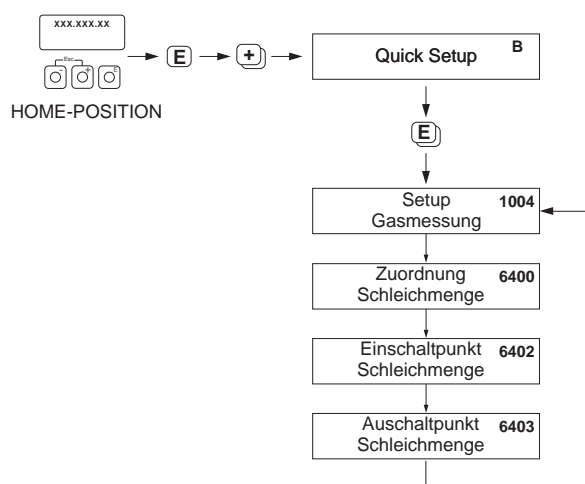 xxx.xxx.xx
Esc
- + E
HOME-POSITION
E
+
Quick Setup B
E
Setup 1004
Gasmessung
Zuordnung 6400
Schleichmenge
Einschaltpunkt 6402
Schleichmenge
Auschaltpunkt 6403
Schleichmenge